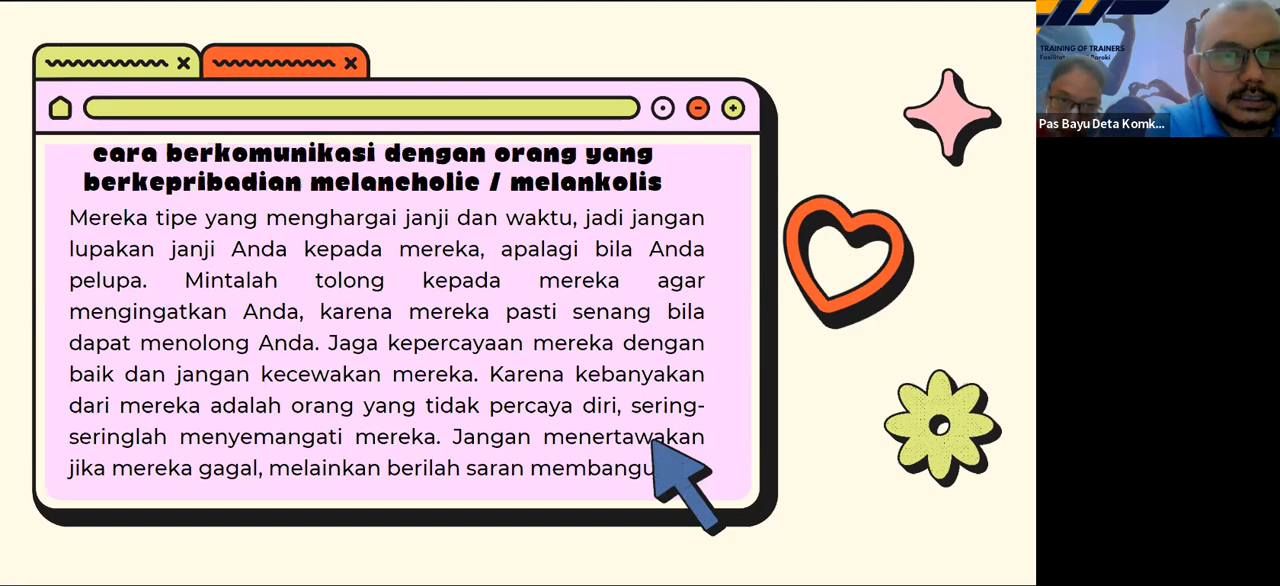 cara berkomunikasi dengan orang yang
berkepribadian melancholic / melankolis
Mereka tipe yang menghargai janji dan waktu, jadi jangan
lupakan janji Anda kepada mereka, apalagi bila Anda
pelupa. Mintalah tolong kepada mereka agar
mengingatkan Anda, karena mereka pasti senang bila
dapat menolong Anda. Jaga kepercayaan mereka dengan
baik dan jangan kecewakan mereka. Karena kebanyakan
dari mereka adalah orang yang tidak percaya diri, sering-
seringlah menyemangati mereka. Jangan menertawakan
jika mereka gagal, melainkan berilah saran membangu
TRAINING OF TRAINERS
Pas Bayu Deta Komk...